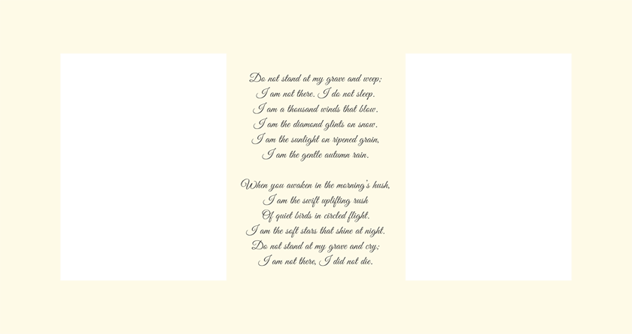 Do not stand at my grave and weep;
I am not there. I do not sleep.
I am a thousand winds that blow.
I am the diamond glints on snow.
I am the sunlight on ripened grain,
I am the gentle autumn rain.
When you awaken in the morning's hush,
I am the swift uplifting rush
Of quiet birds in circled flight.
I am the soft stars that shine at night.
Do not stand at my grave and cry;
I am not there, I did not die.